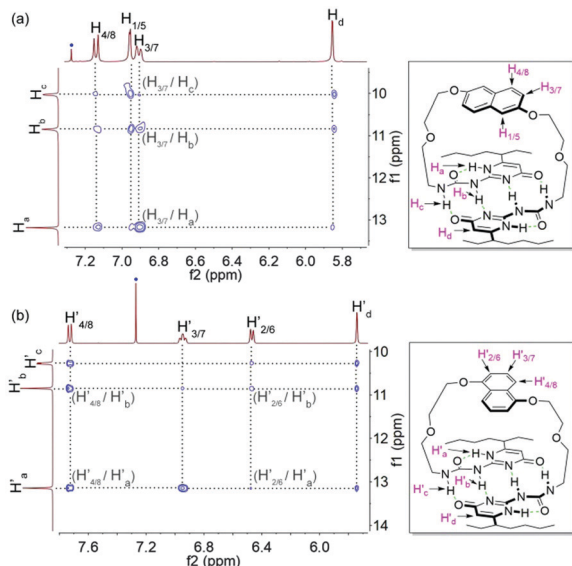 (a)
H4/8
H1/5
H3/7
Hd
Hc
Hb
Ha
(H3/7 / Hc)
(H3/7 / Hb)
(H3/7 / Ha)
10
11
12
13
f1 (ppm)
7.2 7.0 6.8 6.6 6.4 6.2 6.0 5.8
f2 (ppm)
H4/8
H3/7
H1/5
O O
O O
Ha
O H N O
N N N
H H H
Hb
Hc
H H
N N N N
O N H O
Hd
(b)
H'4/8
H'3/7
H'2/6
H'd
H'c
H'b
H'a
(H'4/8 / H'b)
(H'2/6 / H'b)
(H'4/8 / H'a)
(H'2/6 / H'a)
10
11
12
13
14
f1 (ppm)
7.6 7.2 6.8 6.4 6.0
f2 (ppm)
H'2/6
H'3/7
H'4/8
O
O
O O
H'a
O H N O
N N N
H H H
H'b
H'c
H H
N N N N
O N H O
H'd